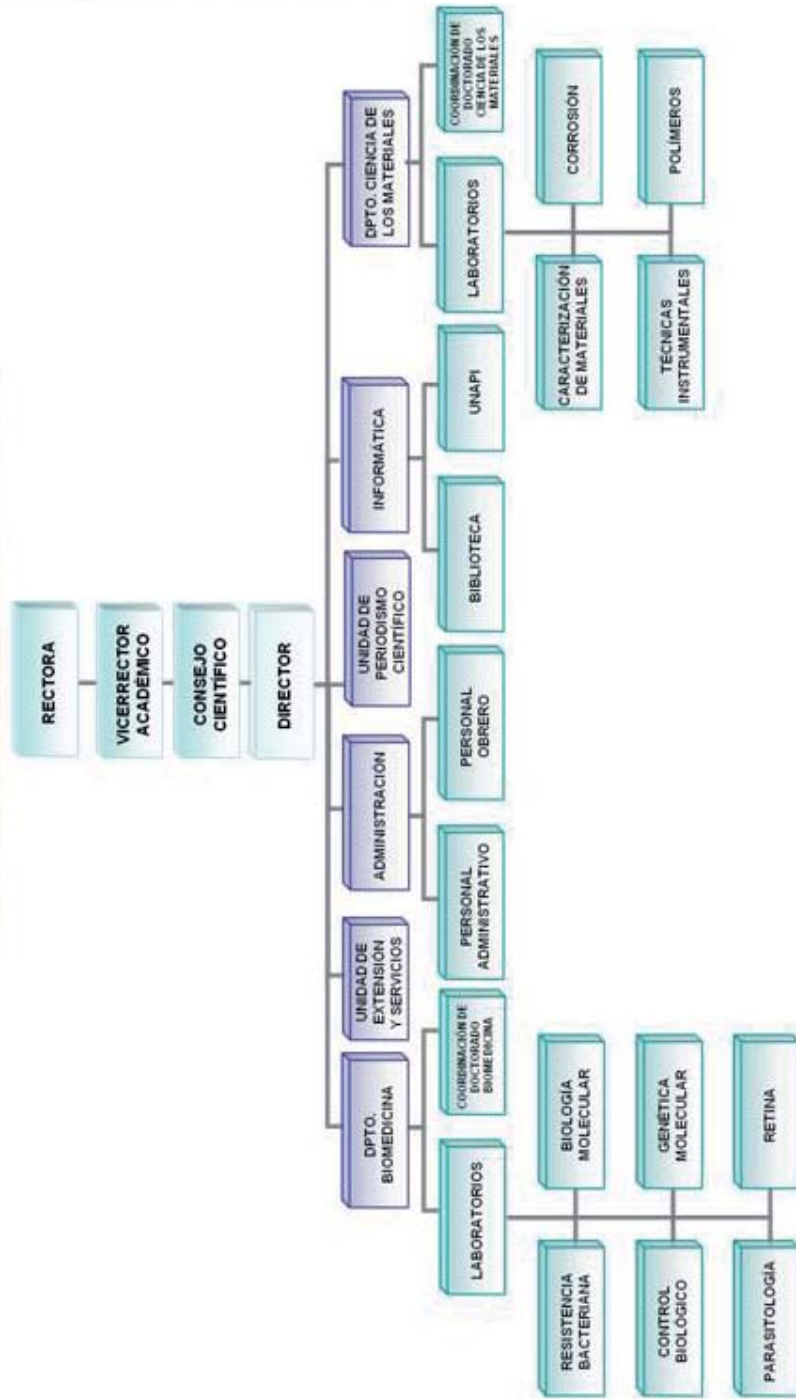 RECTORA
VICERRECTOR
ACADÉMICO
CONSEJO
CIENTÍFICO
DIRECTOR
DPTO.
BIOMEDICINA
UNIDAD DE
EXTENSIÓN
Y SERVICIOS
ADMINISTRACIÓN
UNIDAD DE
PERIODISMO
CIENTÍFICO
INFORMÁTICA
DPTO. CIENCIA DE
LOS MATERIALES
LABORATORIOS
COORDINACIÓN DE
DOCTORADO
BIOMEDICINA
PERSONAL
ADMINISTRATIVO
PERSONAL
OBRERO
BIBLIOTECA
UNAPI
LABORATORIOS
COORDINACIÓN DE
DOCTORADO
CIENCIA DE LOS
MATERIALES
RESISTENCIA
BACTERIANA
BIOLOGÍA
MOLECULAR
CONTROL
BIOLÓGICO
GENÉTICA
MOLECULAR
PARASITOLOGÍA
RETINA
CARACTERIZACIÓN
DE MATERIALES
CORROSIÓN
TÉCNICAS
INSTRUMENTALES
POLÍMEROS